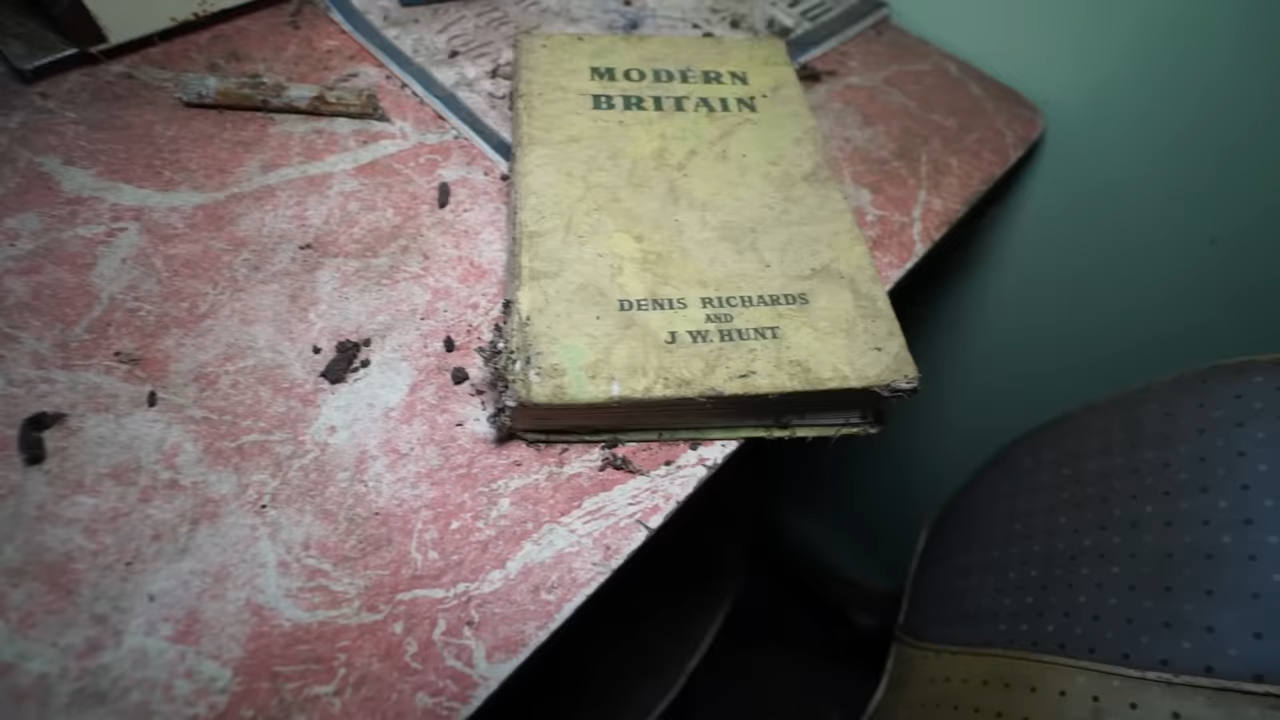 MODERN
BRITAIN
DENIS RICHARDS
AND
J. W. HUNT